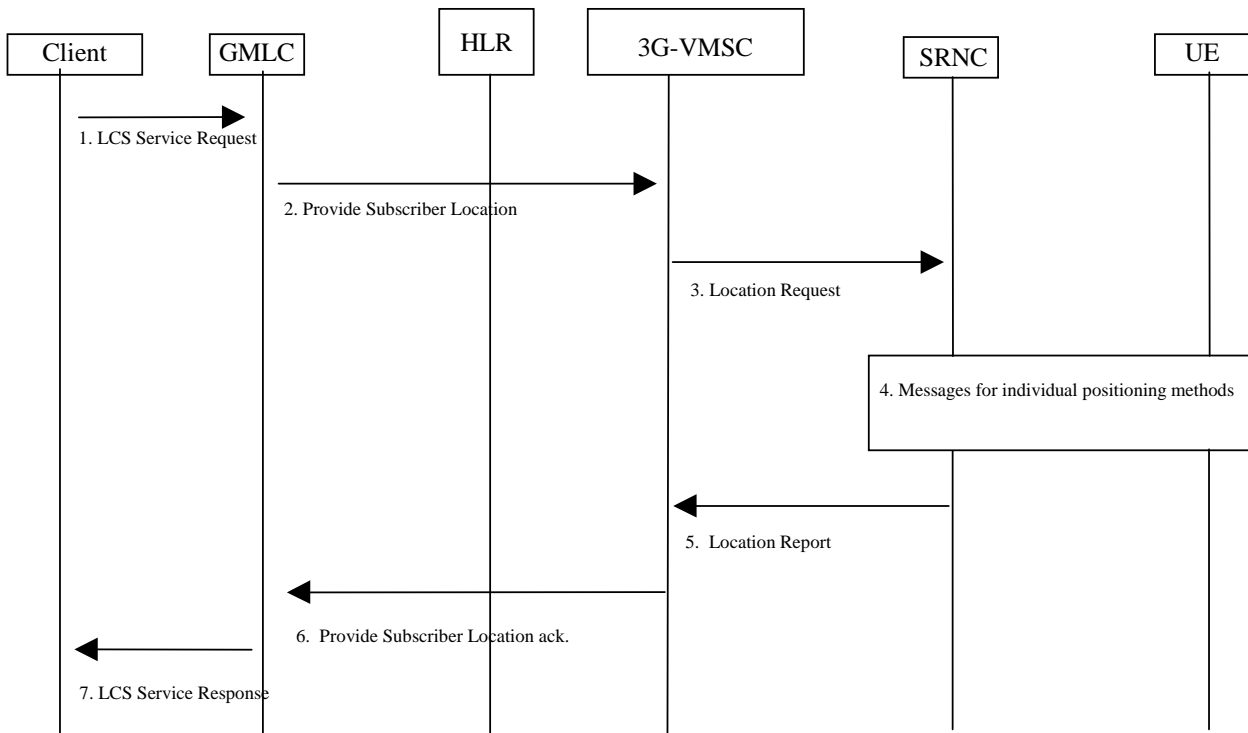 Client
GMLC
HLR
3G-VMSC
SRNC
UE
1. LCS Service Request
2. Provide Subscriber Location
3. Location Request
4. Messages for individual positioning methods
5. Location Report
6. Provide Subscriber Location ack.
7. LCS Service Response